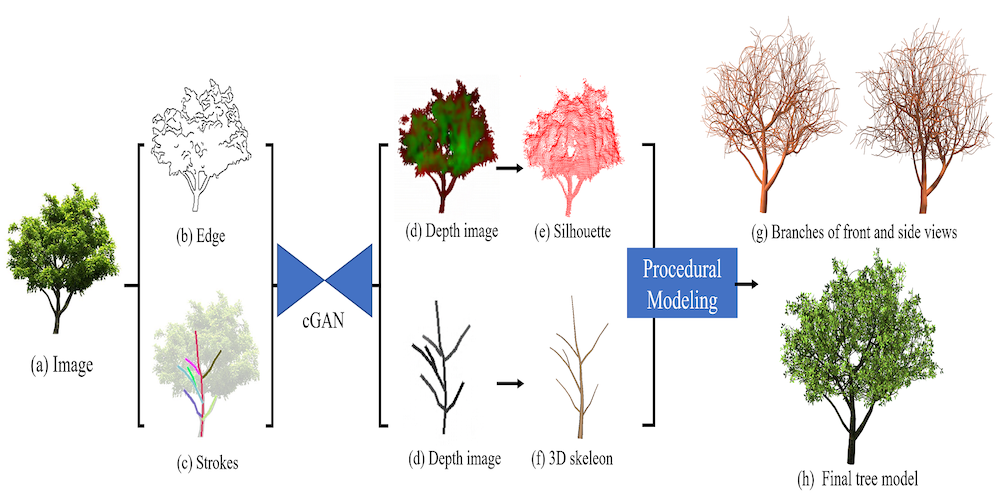 (a) Image
(b) Edge
(c) Strokes
cGAN
(d) Depth image
(e) Silhouette
(d) Depth image
(f) 3D skeleon
Procedural
Modeling
(g) Branches of front and side views
(h) Final tree model